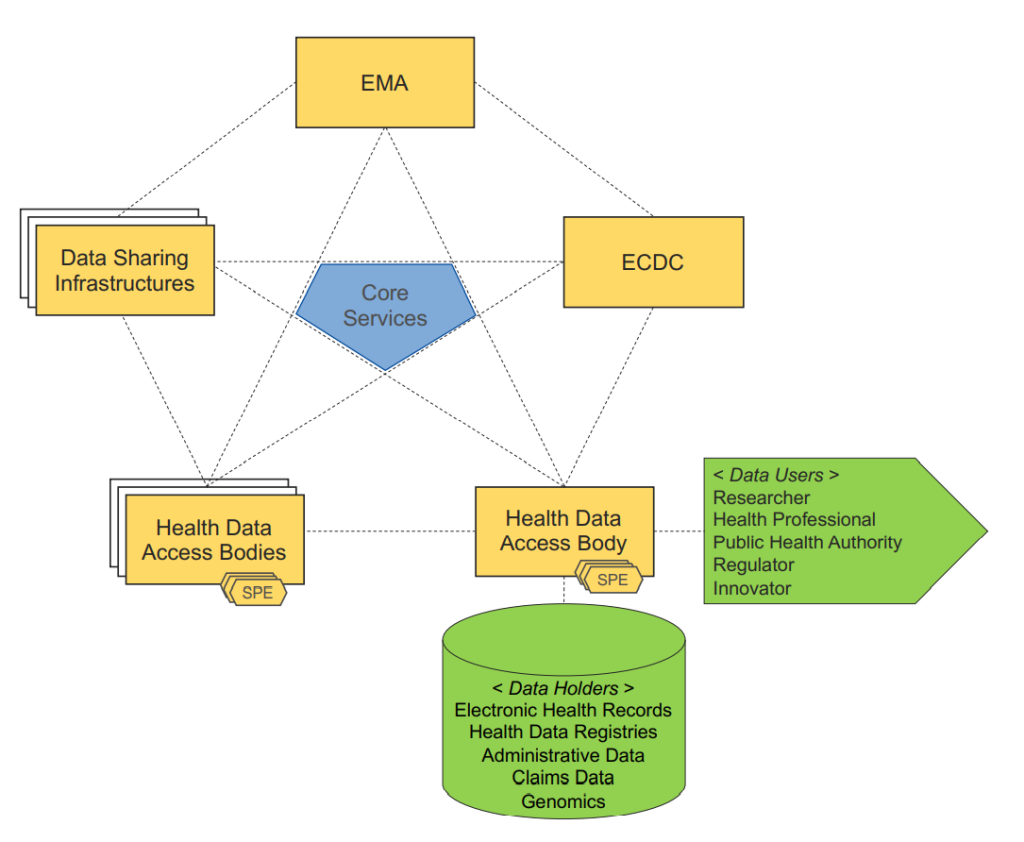 EMA
Data Sharing
Infrastructures
ECDC
Core
Services
Health Data
Access Bodies
SPE
Health Data
Access Body
SPE
< Data Users >
Researcher
Health Professional
Public Health Authority
Regulator
Innovator
< Data Holders >
Electronic Health Records
Health Data Registries
Administrative Data
Claims Data
Genomics